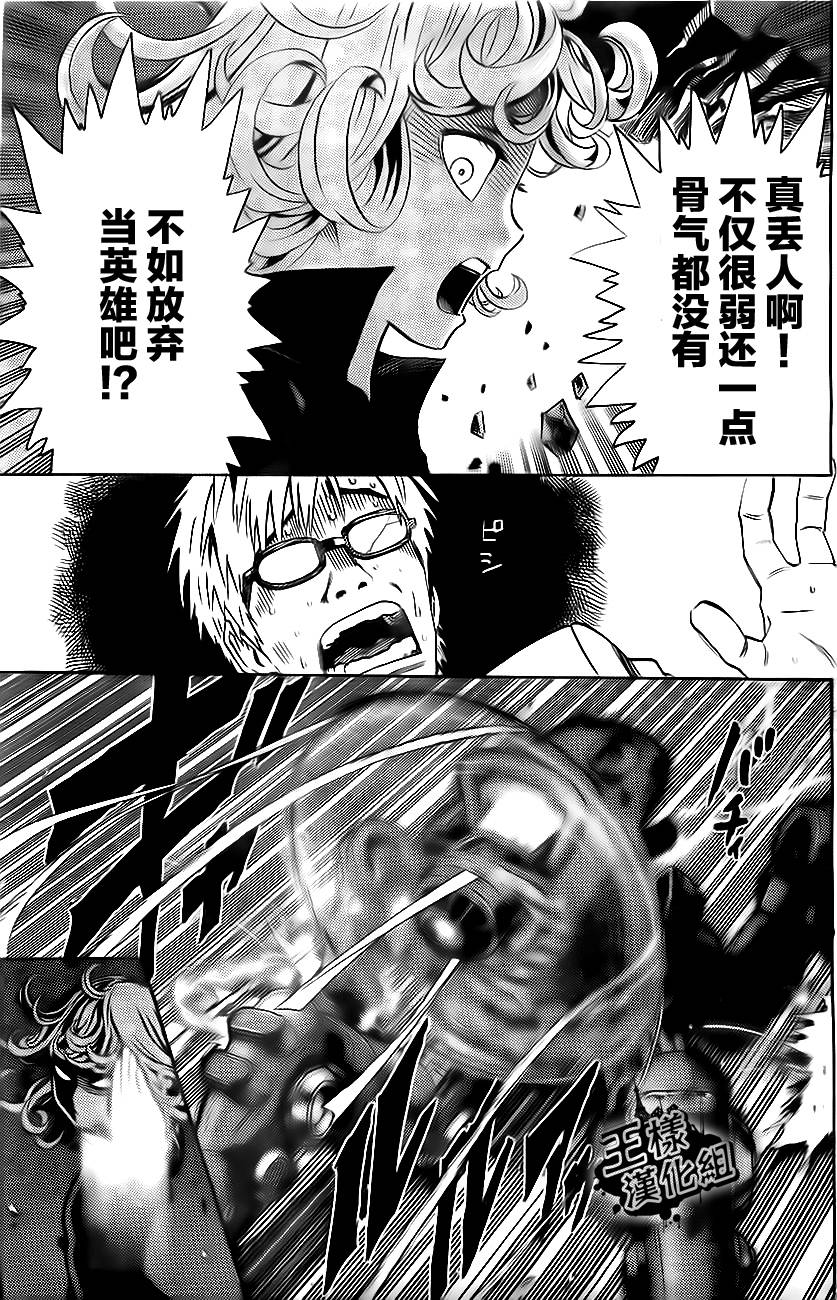 真丢人啊！
不仅很弱还一点
骨气都没有
不如放弃
当英雄吧!?
ピシ
バチィ
王樣
漢化組